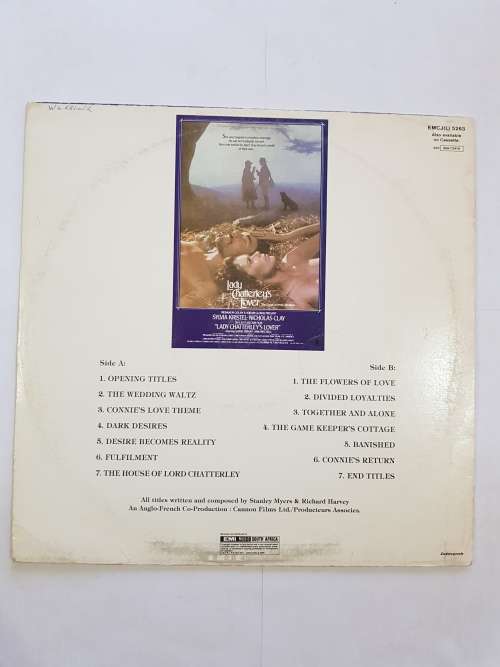 EMCJ(L) 5263
Also available
on Cassette.
Lady
Chatterley's
Lover
SYLVIA KRISTEL · NICHOLAS CLAY
"LADY CHATTERLEY'S LOVER"
Side A:
1. OPENING TITLES
2. THE WEDDING WALTZ
3. CONNIE'S LOVE THEME
4. DARK DESIRES
5. DESIRE BECOMES REALITY
6. FULFILMENT
7. THE HOUSE OF LORD CHATTERLEY
Side B:
1. THE FLOWERS OF LOVE
2. DIVIDED LOYALTIES
3. TOGETHER AND ALONE
4. THE GAME KEEPER'S COTTAGE
5. BANISHED
6. CONNIE'S RETURN
7. END TITLES
All titles written and composed by Stanley Myers & Richard Harvey
An Anglo-French Co-Production : Cannon Films Ltd./Producteurs Associes.
EMI MUSIC SOUTH AFRICA